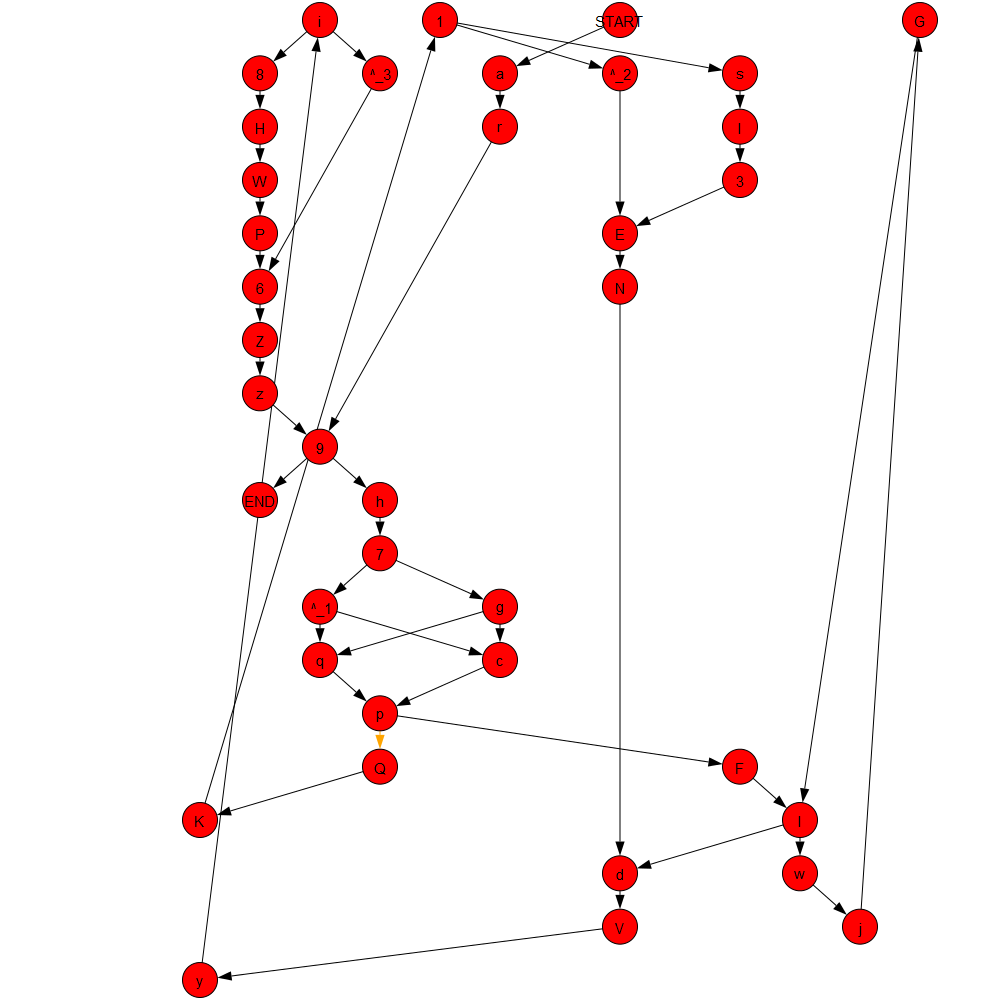 i 1 START G
8 ^_3 a ^_2 s
H r
W 3
P E
6 N
Z
z
9
END h
7
^_1 g
q c
p
Q F
K
d w
V j
y